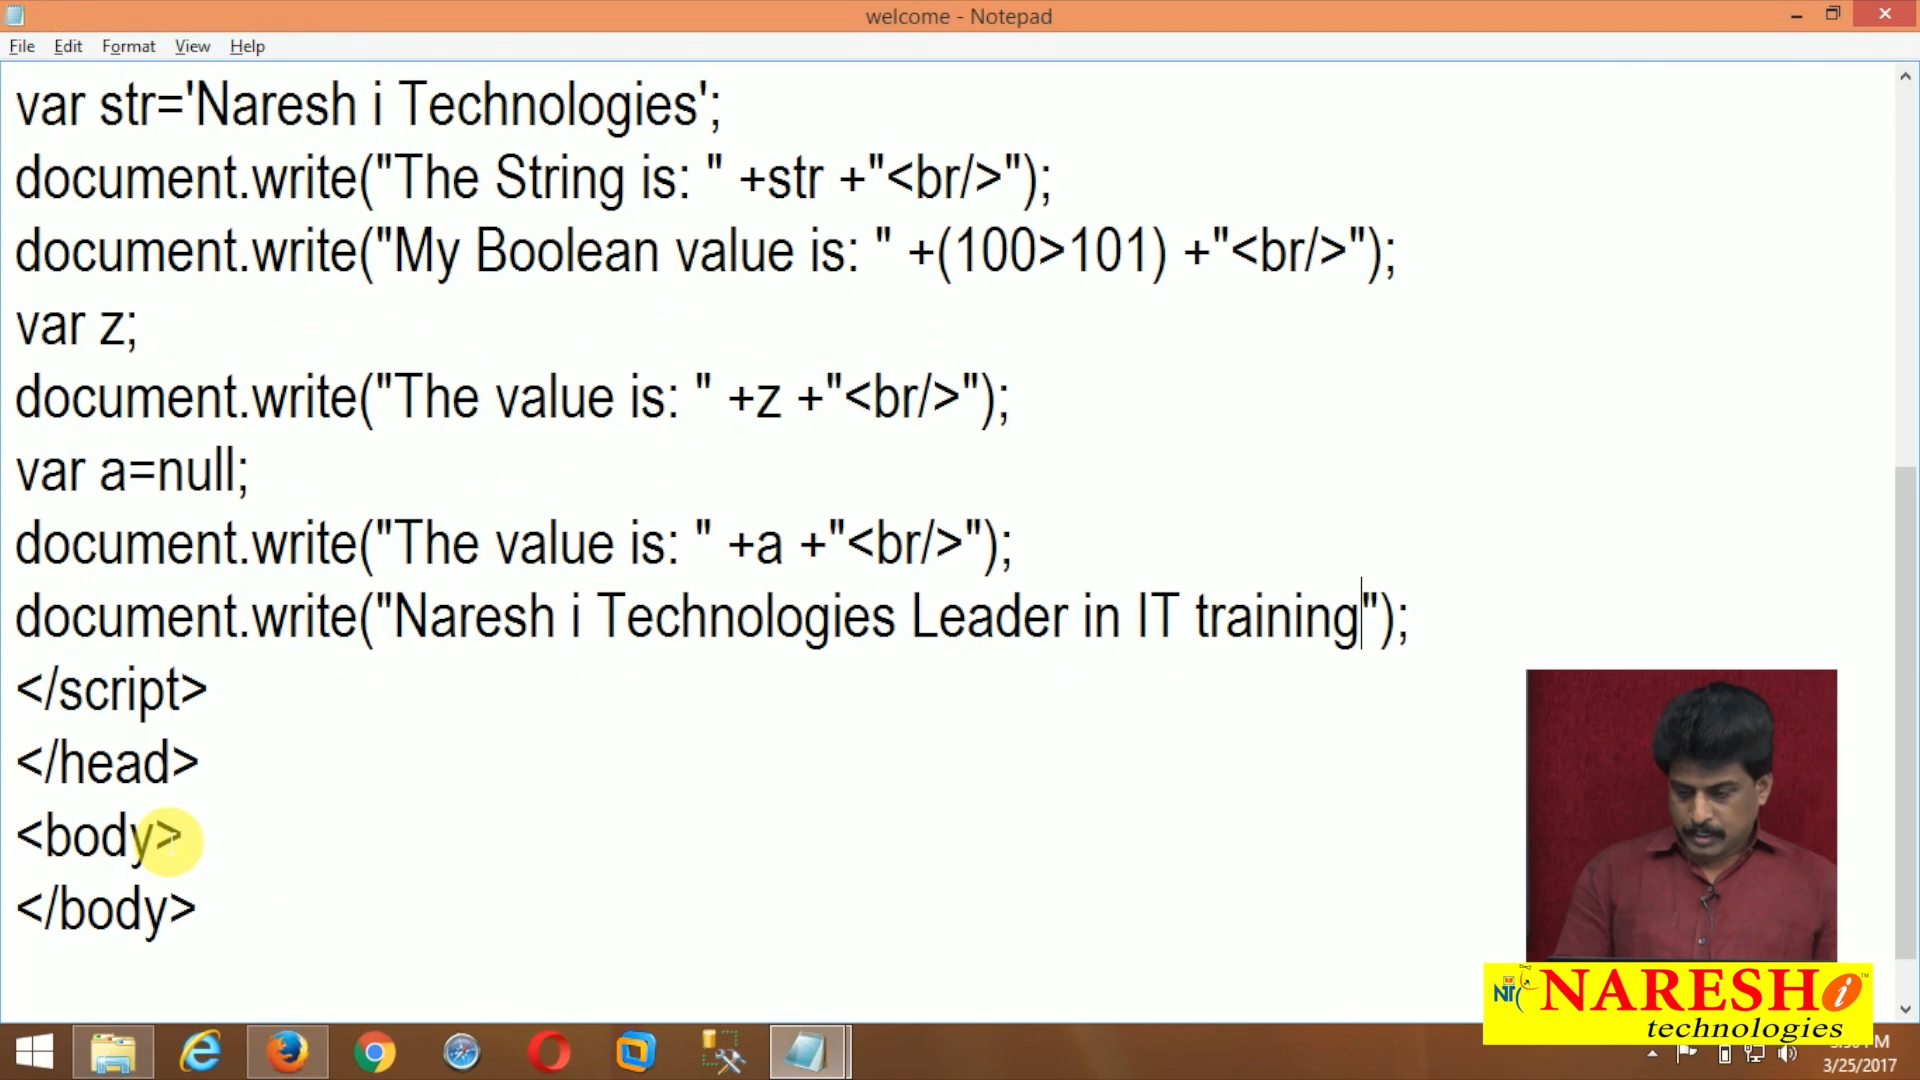 welcome - Notepad
File Edit Format View Help
var str='Naresh i Technologies';
document.write("The String is: " +str +"<br/>");
document.write("My Boolean value is: " +(100>101) +"<br/>");
var z;
document.write("The value is: " +z +"<br/>");
var a=null;
document.write("The value is: " +a +"<br/>");
document.write("Naresh i Technologies Leader in IT training");
</script>
</head>
<body>
</body>
NARESH i
technologies
3/25/2017